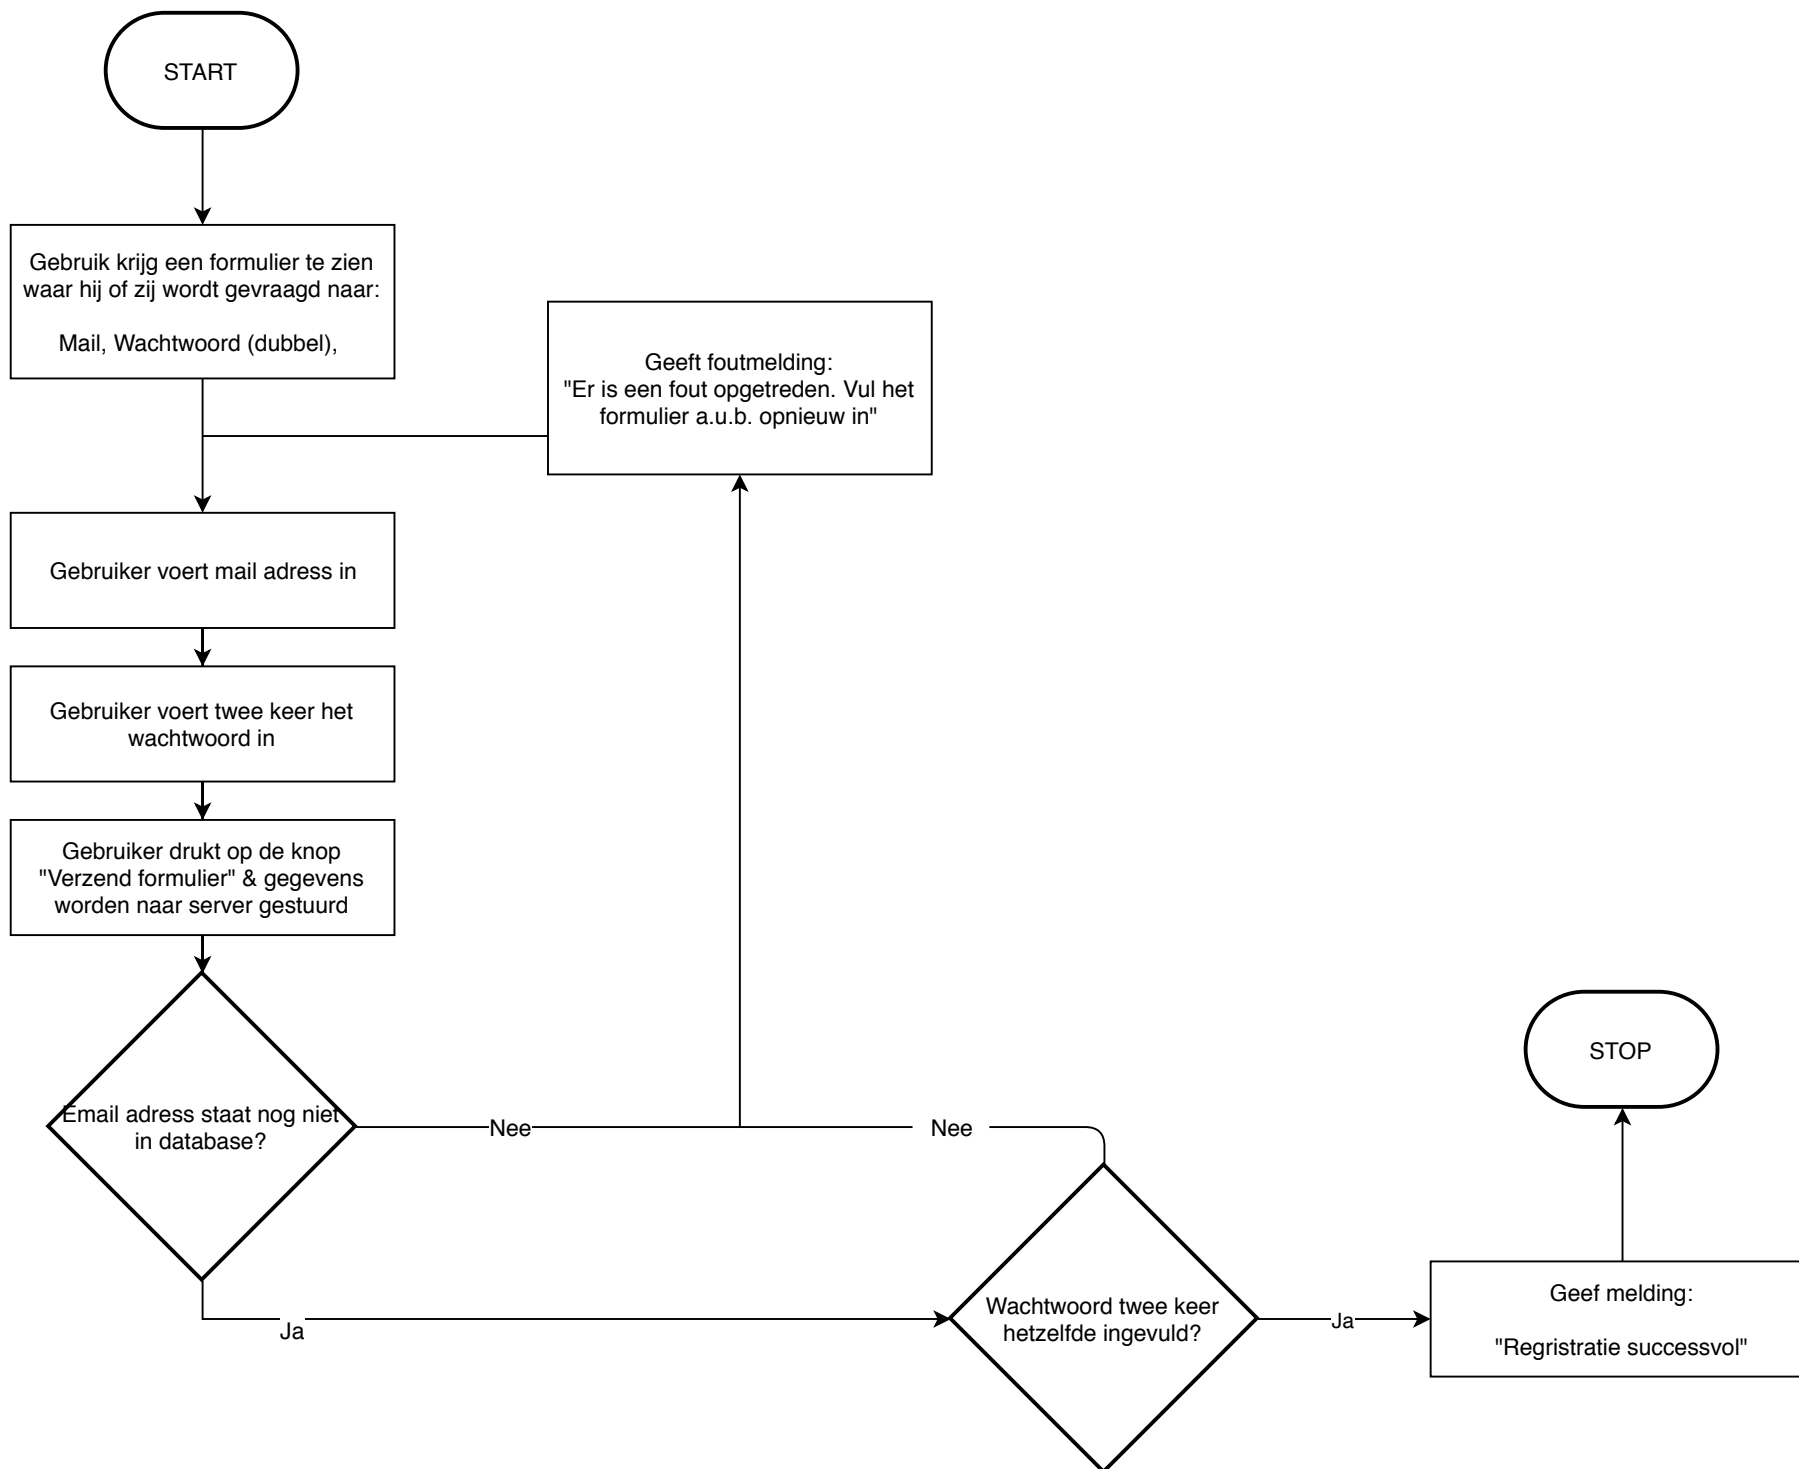 START
Gebruik krijg een formulier te zien
waar hij of zij wordt gevraagd naar:
Mail, Wachtwoord (dubbel),
Geeft foutmelding:
"Er is een fout opgetreden. Vul het
formulier a.u.b. opnieuw in"
Gebruiker voert mail adress in
Gebruiker voert twee keer het
wachtwoord in
Gebruiker drukt op de knop
"Verzend formulier" & gegevens
worden naar server gestuurd
Email adress staat nog niet
in database?
Nee
Nee
STOP
Ja
Wachtwoord twee keer
hetzelfde ingevuld?
Ja
Geef melding:
"Regristratie successvol"